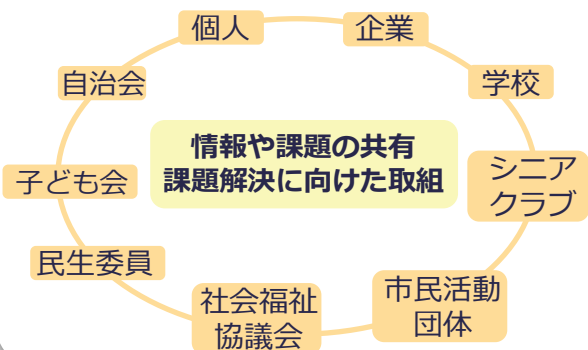 個人
企業
自治会
学校
情報や課題の共有
課題解決に向けた取組
子ども会
シニア
クラブ
民生委員
社会福祉
協議会
市民活動
団体